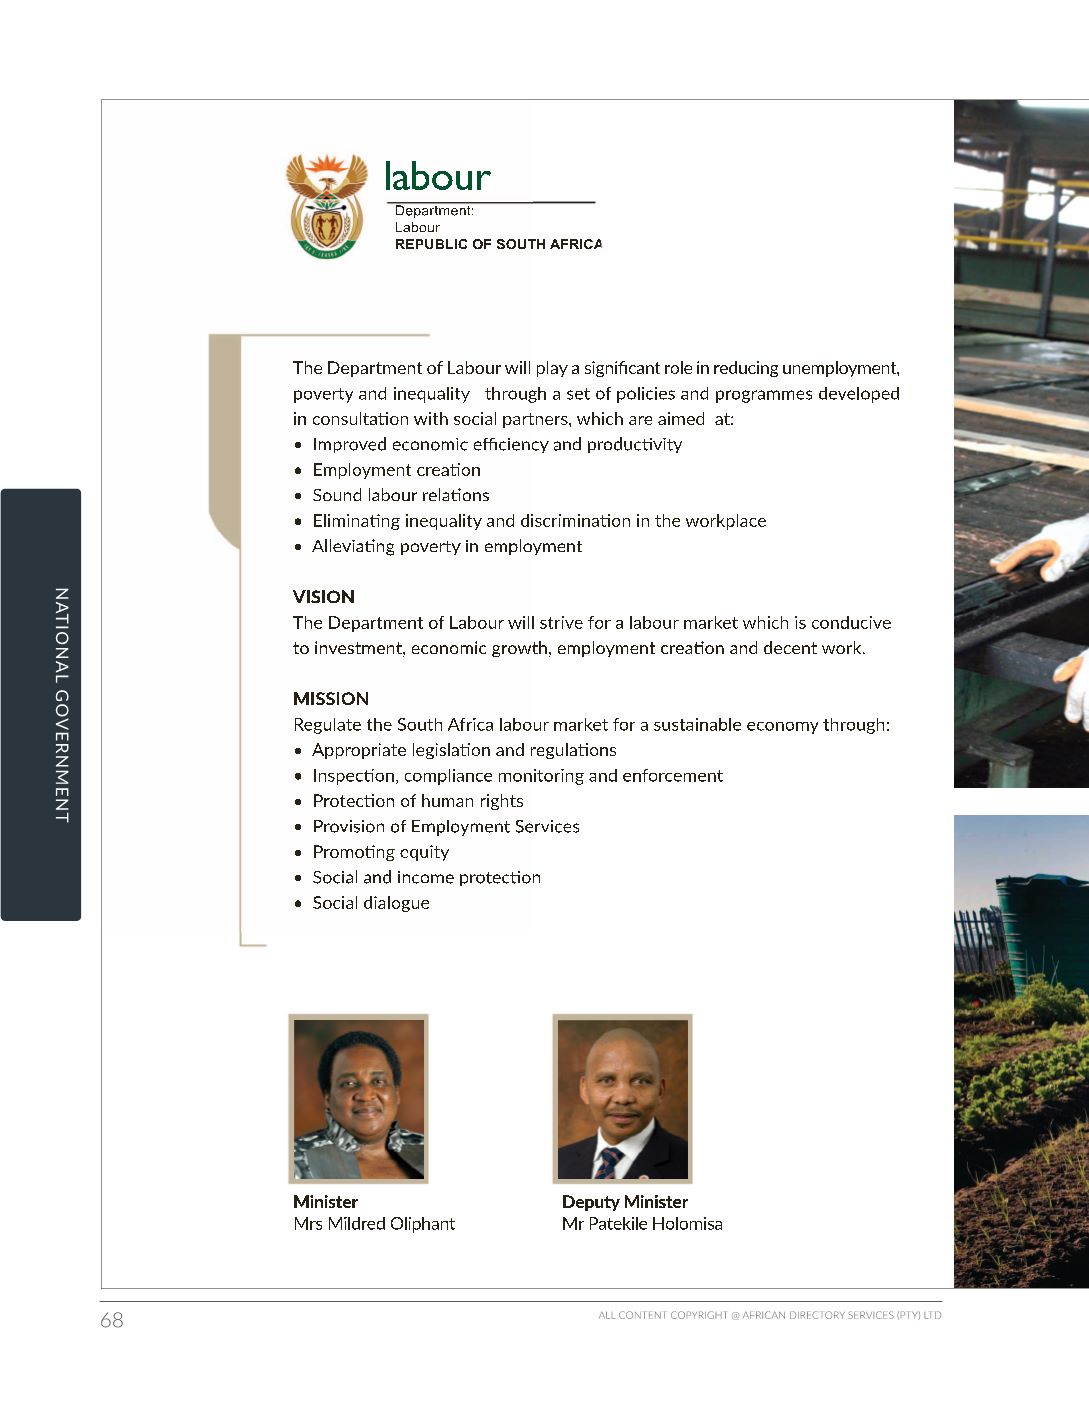 labour
Department:
Labour
REPUBLIC OF SOUTH AFRICA
The Department of Labour will play a significant role in reducing unemployment,
poverty and inequality through a set of policies and programmes developed
in consultation with social partners, which are aimed at:
• Improved economic efficiency and productivity
• Employment creation
• Sound labour relations
• Eliminating inequality and discrimination in the workplace
• Alleviating poverty in employment
VISION
The Department of Labour will strive for a labour market which is conducive
to investment, economic growth, employment creation and decent work.
MISSION
Regulate the South Africa labour market for a sustainable economy through:
• Appropriate legislation and regulations
• Inspection, compliance monitoring and enforcement
• Protection of human rights
• Provision of Employment Services
• Promoting equity
• Social and income protection
• Social dialogue
NATIONAL GOVERNMENT
Minister
Mrs Mildred Oliphant
Deputy Minister
Mr Patekile Holomisa
68
ALL CONTENT COPYRIGHT @ AFRICAN DIRECTORY SERVICES (PTY) LTD